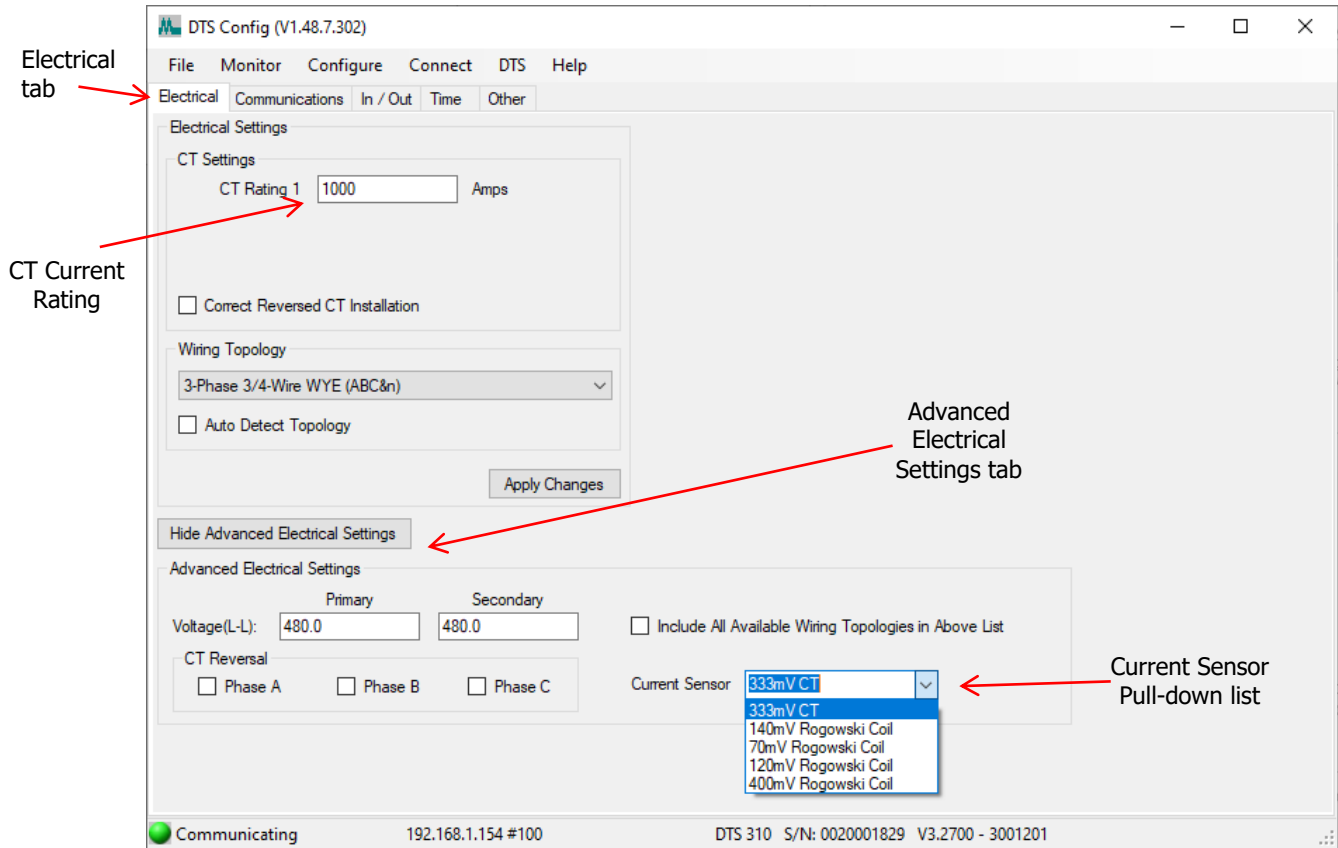 DTS Config (V1.48.7.302)
File Monitor Configure Connect DTS Help
Electrical
tab
Electrical Communications In / Out Time Other
Electrical Settings
CT Settings
CT Rating 1 1000 Amps
CT Current
Rating
Correct Reversed CT Installation
Wiring Topology
3-Phase 3/4-Wire WYE (ABC&n)
Auto Detect Topology
Advanced
Electrical
Settings tab
Apply Changes
Hide Advanced Electrical Settings
Advanced Electrical Settings
Primary Secondary
Voltage(L-L): 480.0 480.0
Include All Available Wiring Topologies in Above List
CT Reversal
Phase A Phase B Phase C
Current Sensor 333mV CT
Current Sensor
Pull-down list
333mV CT
140mV Rogowski Coil
70mV Rogowski Coil
120mV Rogowski Coil
400mV Rogowski Coil
Communicating 192.168.1.154 #100 DTS 310 S/N: 0020001829 V3.2700 - 3001201